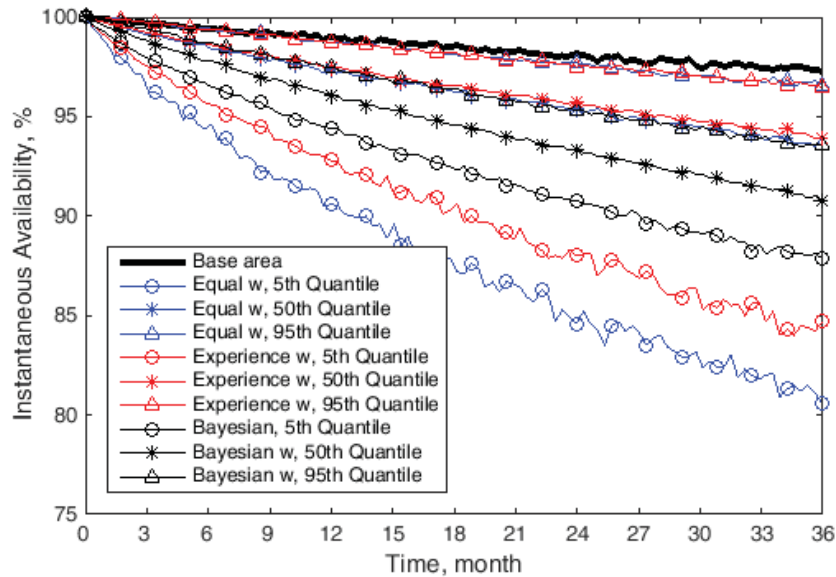 100
95
90
85
80
75
Instantaneous Availability, %
Base area
Equal w, 5th Quantile
Equal w, 50th Quantile
Equal w, 95th Quantile
Experience w, 5th Quantile
Experience w, 50th Quantile
Experience w, 95th Quantile
Bayesian, 5th Quantile
Bayesian w, 50th Quantile
Bayesian w, 95th Quantile
0 3 6 9 12 15 18 21 24 27 30 33 36
Time, month